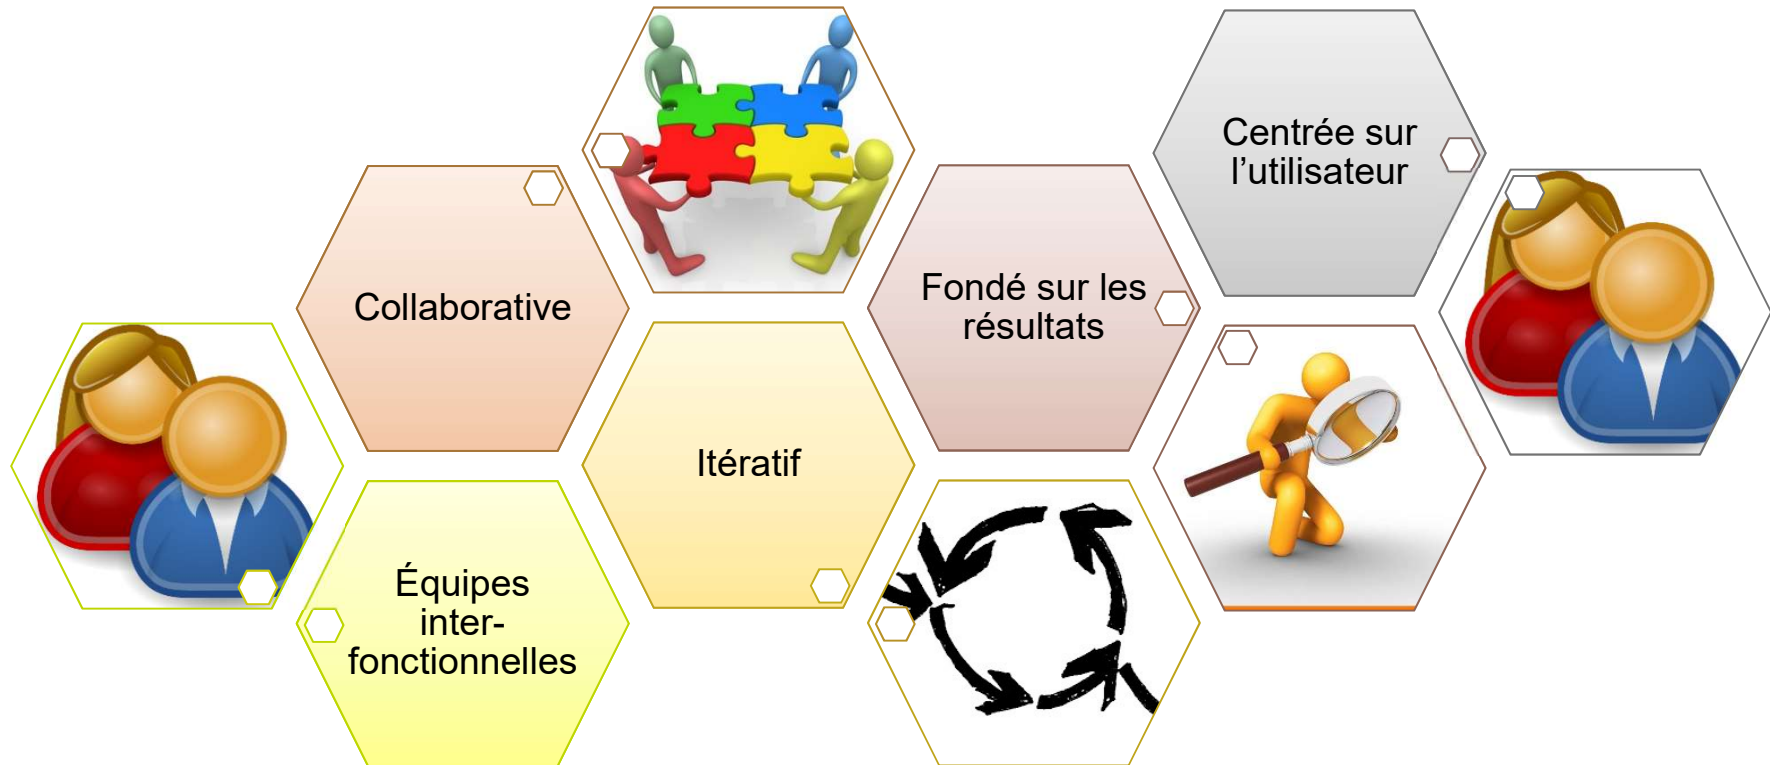 Équipes
inter-
fonctionnelles
Collaborative
Itératif
Fondé sur les
résultats
Centrée sur
l’utilisateur